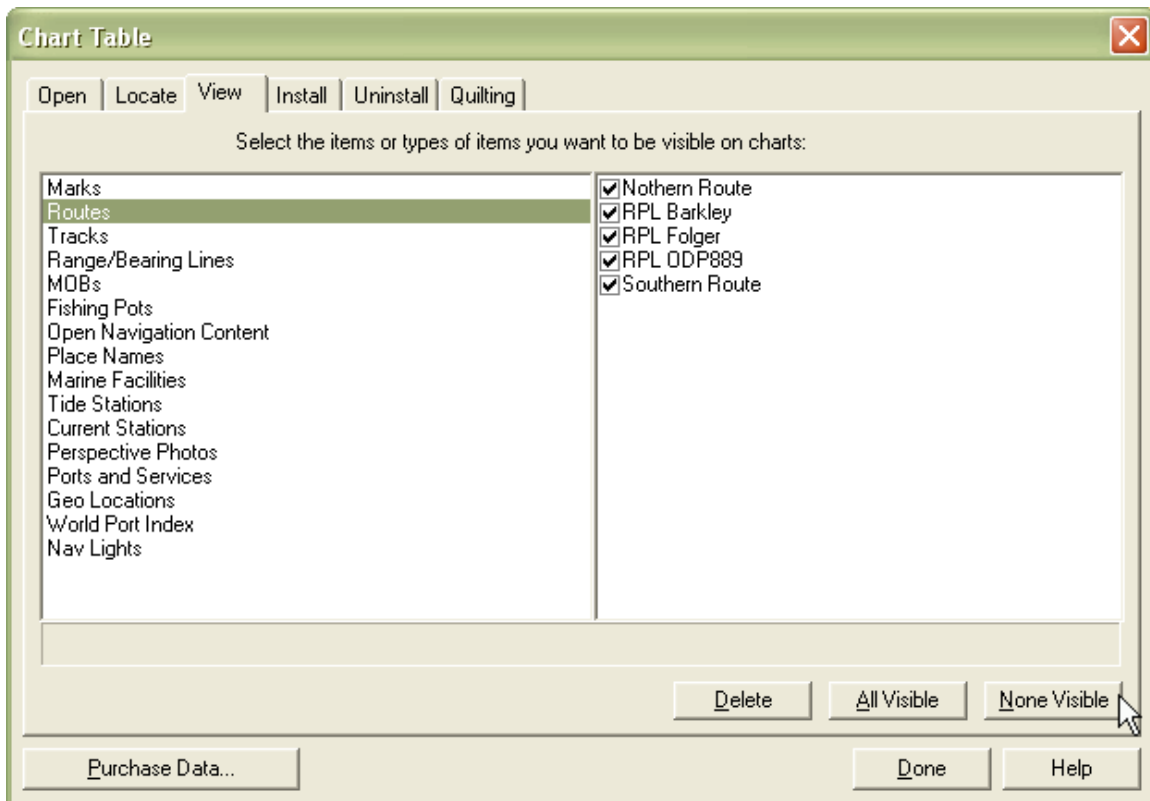 Chart Table
Open Locate View Install Uninstall Quilting
Select the items or types of items you want to be visible on charts:
Marks
Routes
Tracks
Range/Bearing Lines
MOBs
Fishing Pots
Open Navigation Content
Place Names
Marine Facilities
Tide Stations
Current Stations
Perspective Photos
Ports and Services
Geo Locations
World Port Index
Nav Lights
Nothern Route
RPL Barkley
RPL Folger
RPL ODP889
Southern Route
Delete All Visible None Visible
Purchase Data... Done Help